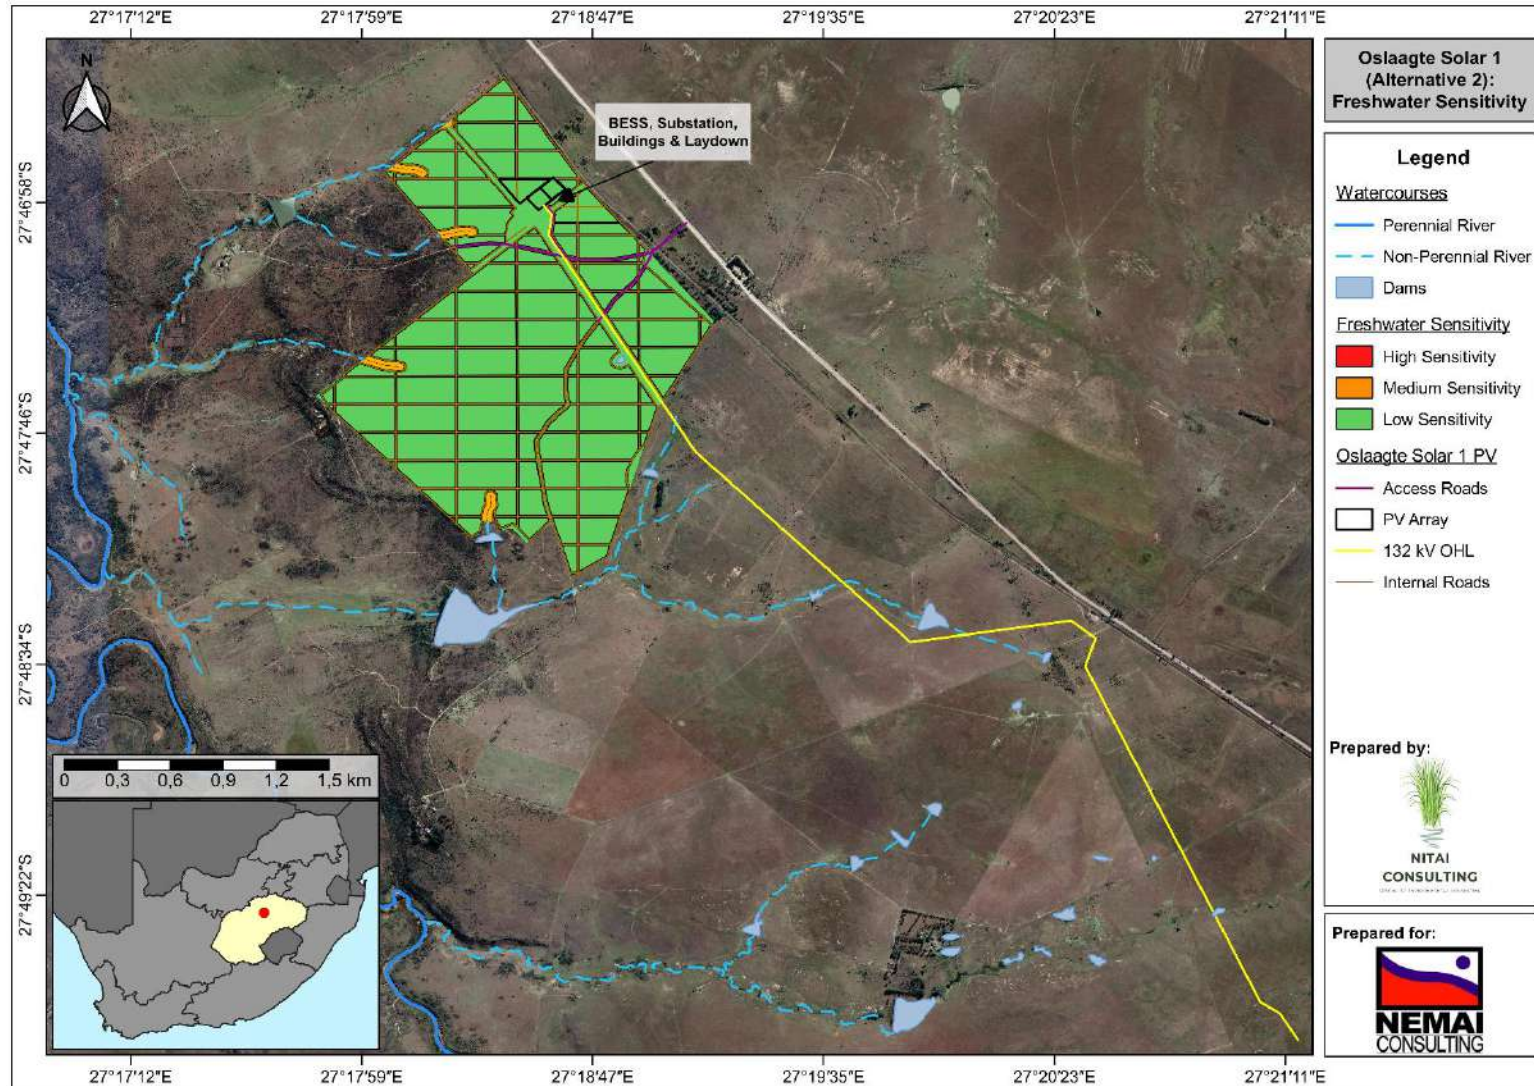 27°17'12"E 27°17'59"E 27°18'47"E 27°19'35"E 27°20'23"E 27°21'11"E
Oslaagte Solar 1
(Alternative 2):
Freshwater Sensitivity
N
BESS, Substation,
Buildings & Laydown
27°46'58"S
27°47'46"S
27°48'34"S
27°49'22"S
Legend
Watercourses
Perennial River
Non-Perennial River
Dams
Freshwater Sensitivity
High Sensitivity
Medium Sensitivity
Low Sensitivity
Oslaagte Solar 1 PV
Access Roads
PV Array
132 kV OHL
Internal Roads
0 0,3 0,6 0,9 1,2 1,5 km
Prepared by:
NITAI
CONSULTING
Prepared for:
NEMAI
CONSULTING
27°17'12"E 27°17'59"E 27°18'47"E 27°19'35"E 27°20'23"E 27°21'11"E